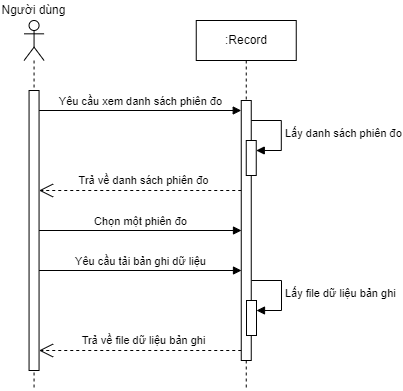 Người dùng
:Record
Yêu cầu xem danh sách phiên đo
Lấy danh sách phiên đo
Trả về danh sách phiên đo
Chọn một phiên đo
Yêu cầu tải bản ghi dữ liệu
Lấy file dữ liệu bản ghi
Trả về file dữ liệu bản ghi